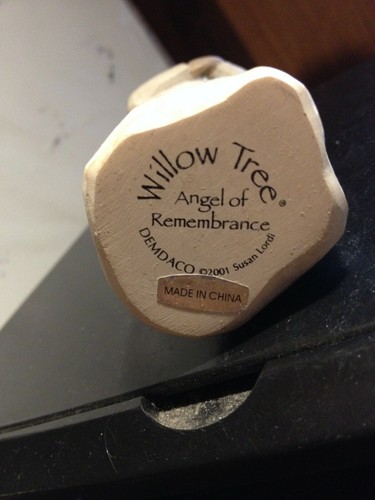 Willow Tree®
Angel of
Remembrance
DEMDACO ©2001 Susan Lordi
MADE IN CHINA